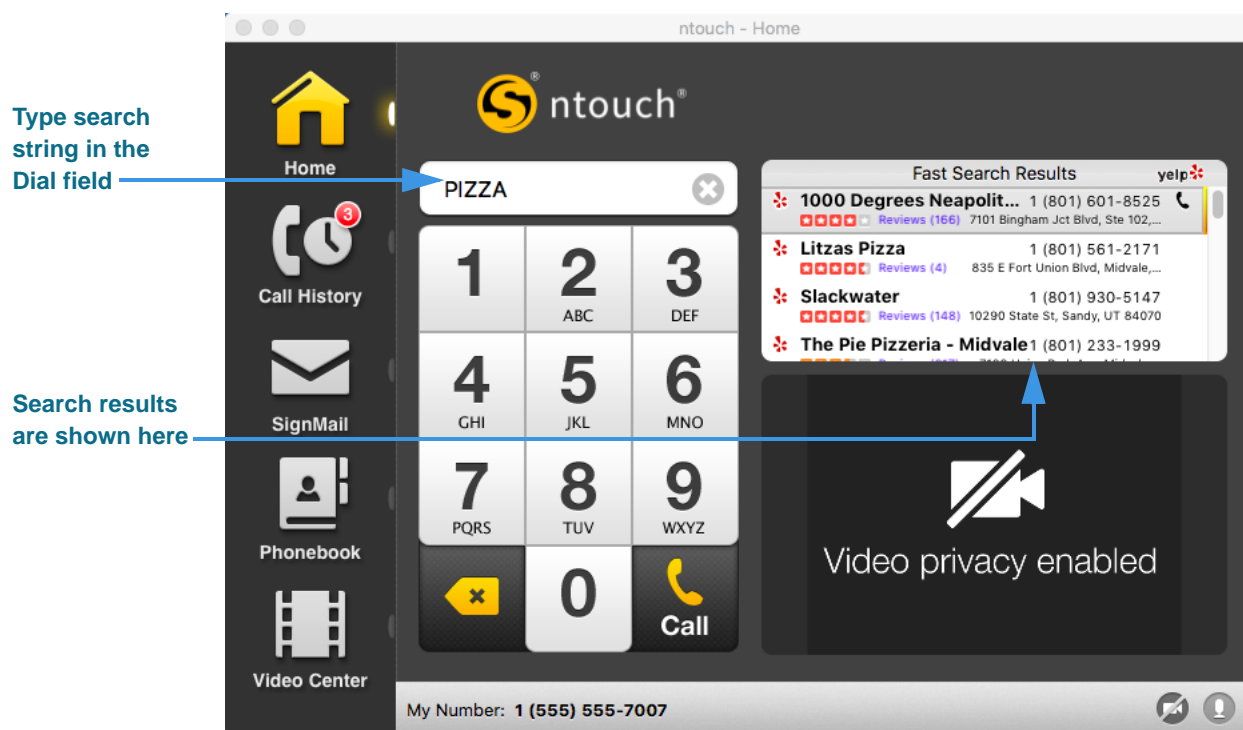 ntouch - Home
Type search
string in the
Dial field
Search results
are shown here
Home
3
Call History
SignMail
Phonebook
Video Center
S® ntouch®
PIZZA
1
2
ABC
3
DEF
4
GHI
5
JKL
6
MNO
7
PQRS
8
TUV
9
WXYZ
0
Call
Fast Search Results yelp
1000 Degrees Neapolit... 1 (801) 601-8525
Reviews (166) 7101 Bingham Jct Blvd, Ste 102,...
Litzas Pizza 1 (801) 561-2171
Reviews (4) 835 E Fort Union Blvd, Midvale,...
Slackwater 1 (801) 930-5147
Reviews (148) 10290 State St, Sandy, UT 84070
The Pie Pizzeria - Midvale 1 (801) 233-1999
Video privacy enabled
My Number: 1 (555) 555-7007